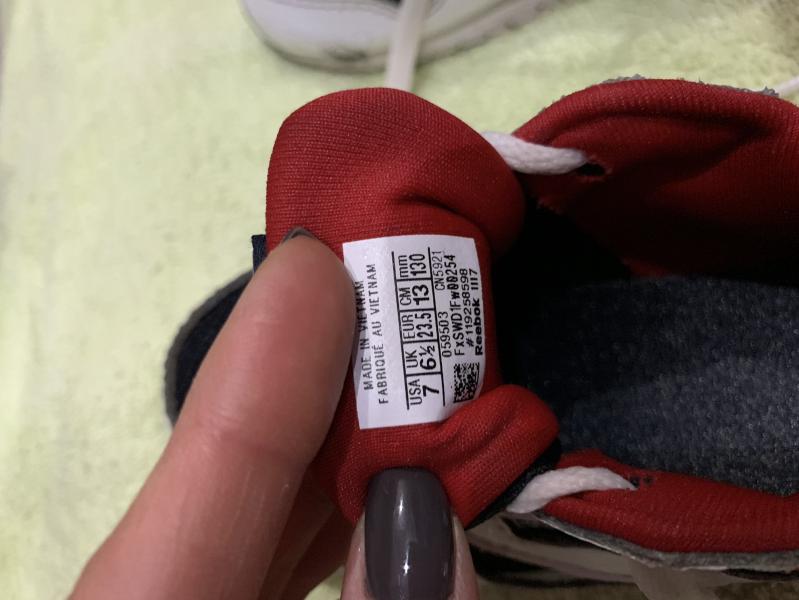 MADE IN VIETNAM
FABRIQUÉ AU VIETNAM
USA UK EUR CM mm
7 6½ 23.5 13 130
059503 CN5921
FxSWD1Fw00254
#119258598
Reebok 1117